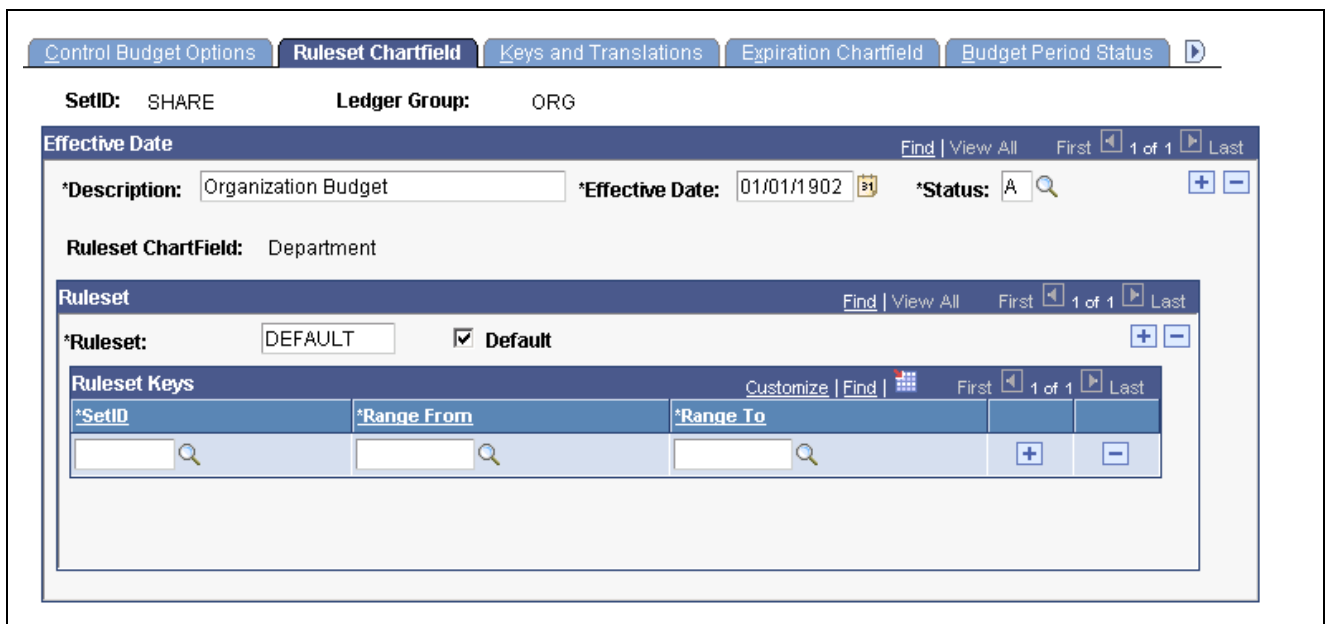 Control Budget Options Ruleset Chartfield Keys and Translations Expiration Chartfield Budget Period Status
SetID: SHARE Ledger Group: ORG
Effective Date Find | View All First 1 of 1 Last
*Description: Organization Budget *Effective Date: 01/01/1902 31 *Status: A
Ruleset ChartField: Department
Ruleset Find | View All First 1 of 1 Last
*Ruleset: DEFAULT Default
Ruleset Keys Customize | Find | First 1 of 1 Last
*SetID *Range From *Range To